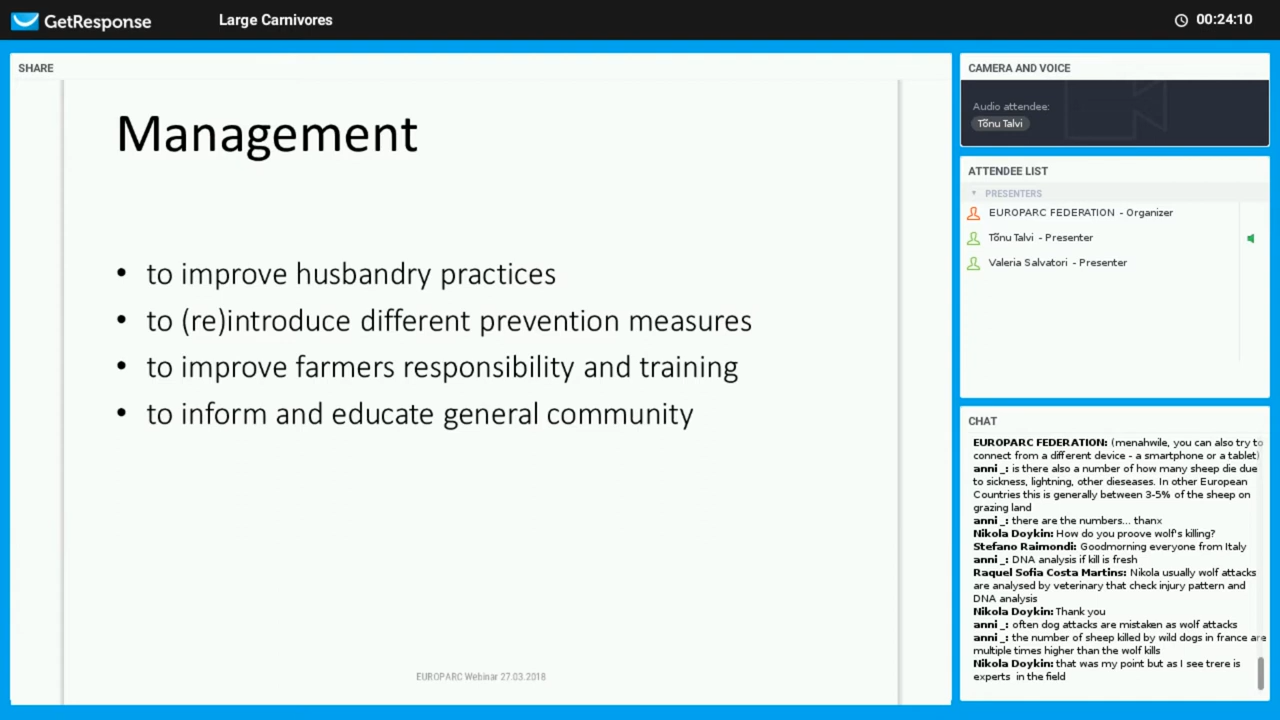 GetResponse
Large Carnivores
00:24:10
SHARE
Management
• to improve husbandry practices
• to (re)introduce different prevention measures
• to improve farmers responsibility and training
• to inform and educate general community
EUROPARC Webinar 27.03.2018
CAMERA AND VOICE
Audio attendee:
Tõnu Talvi
ATTENDEE LIST
PRESENTERS
EUROPARC FEDERATION - Organizer
Tõnu Talvi - Presenter
Valeria Salvatori - Presenter
CHAT
EUROPARC FEDERATION: (menahwile, you can also try to
connect from a different device - a smartphone or a tablet)
anni_: is there also a number of how many sheep die due
to sickness, lightning, other dieseases. In other European
Countries this is generally between 3-5% of the sheep on
grazing land
anni_: there are the numbers... thanx
Nikola Doykin: How do you proove wolf's killing?
Stefano Raimondi: Goodmorning everyone from Italy
anni_: DNA analysis if kill is fresh
Raquel Sofia Costa Martins: Nikola usually wolf attacks
are analysed by veterinary that check injury pattern and
DNA analysis
Nikola Doykin: Thank you
anni_: often dog attacks are mistaken as wolf attacks
anni_: the number of sheep killed by wild dogs in france are
multiple times higher than the wolf kills
Nikola Doykin: that was my point but as I see trere is
experts in the field